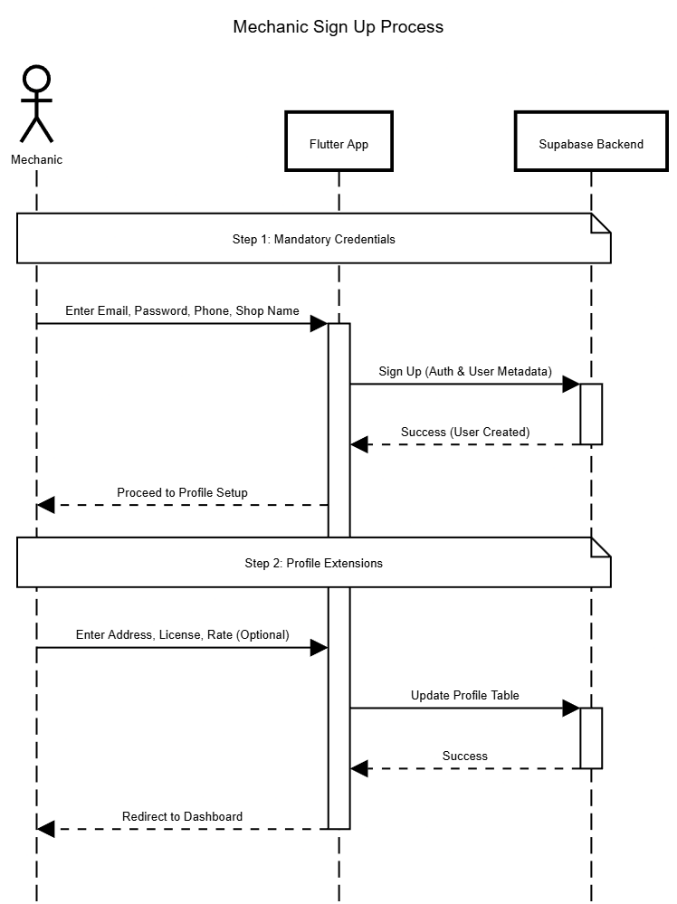 Mechanic Sign Up Process
Mechanic
Flutter App
Supabase Backend
Step 1: Mandatory Credentials
Enter Email, Password, Phone, Shop Name
Sign Up (Auth & User Metadata)
Success (User Created)
Proceed to Profile Setup
Step 2: Profile Extensions
Enter Address, License, Rate (Optional)
Update Profile Table
Success
Redirect to Dashboard